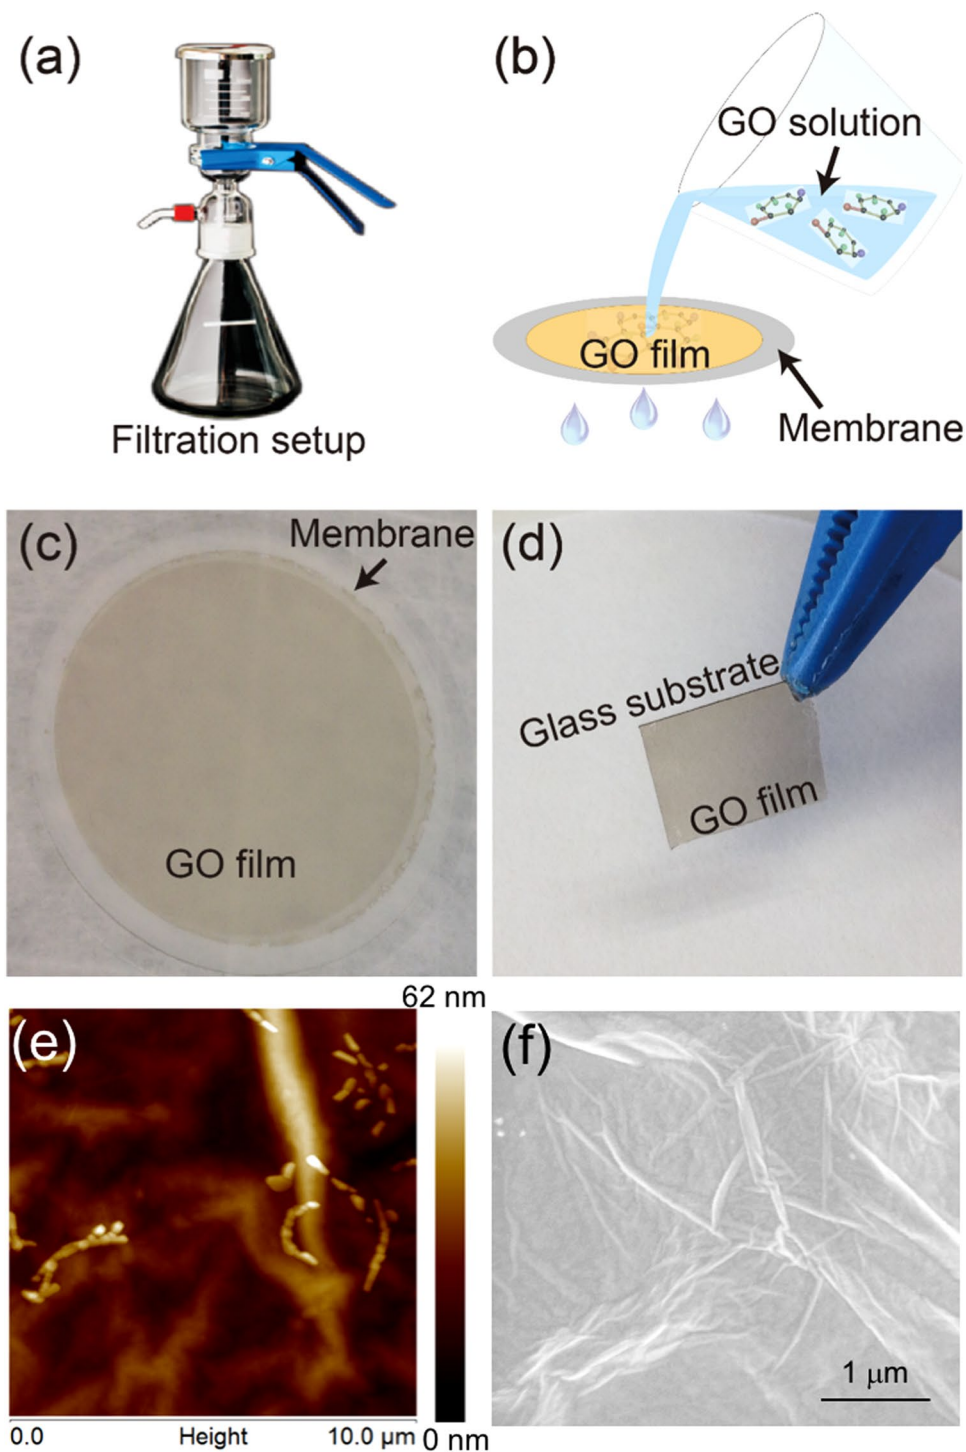 (a)
Filtration setup
(b)
GO solution
GO film
Membrane
(c)
Membrane
GO film
(d)
Glass substrate
GO film
62 nm
(e)
0.0
Height
10.0 μm
0 nm
(f)
1 μm